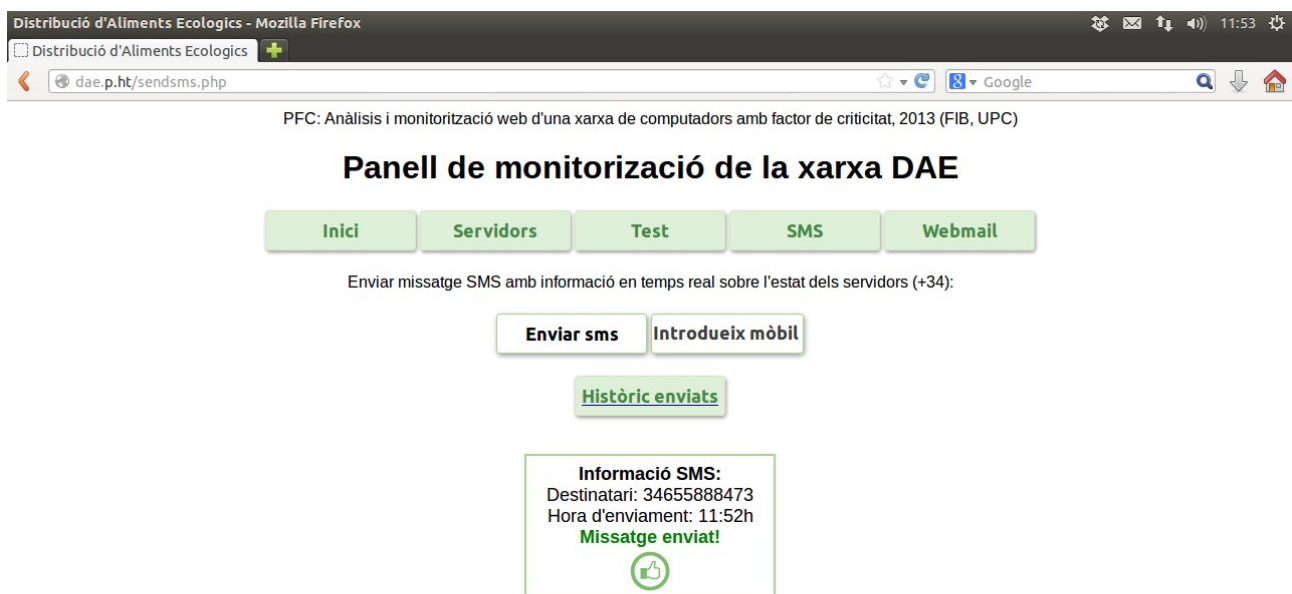 Distribució d'Aliments Ecologics - Mozilla Firefox
11:53
Distribució d'Aliments Ecologics
dae.p.ht/sendsms.php
8 Google
PFC: Anàlisis i monitorització web d'una xarxa de computadors amb factor de criticitat, 2013 (FIB, UPC)
Panell de monitorizació de la xarxa DAE
Inici Servidors Test SMS Webmail
Enviar missatge SMS amb informació en temps real sobre l'estat dels servidors (+34):
Enviar sms Introdueix mòbil
Històric enviats
Informació SMS:
Destinatari: 34655888473
Hora d'enviament: 11:52h
Missatge enviat!